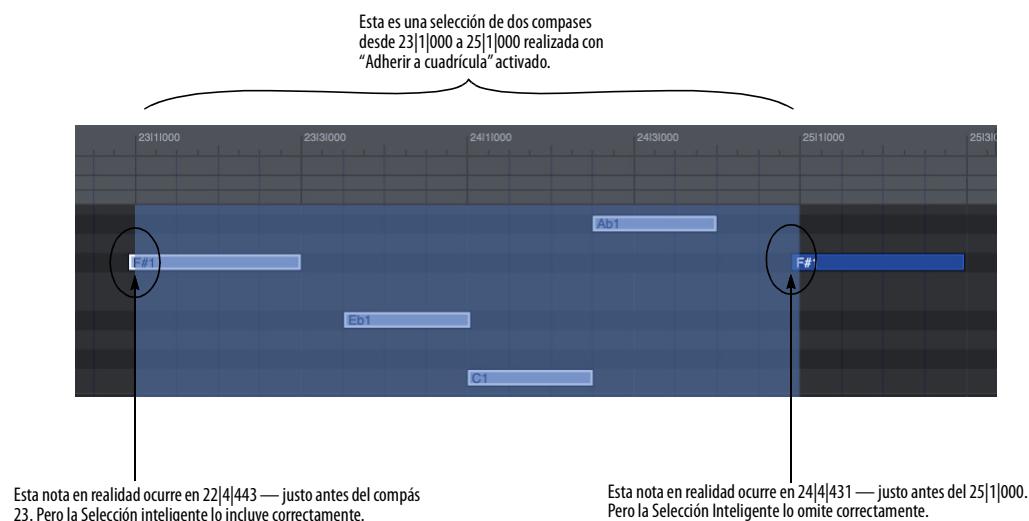 Esta es una selección de dos compases
desde 23|1|000 a 25|1|000 realizada con
“Adherir a cuadrícula” activado.
23|1|000 23|3|000 24|1|000 24|3|000 25|1|000 25|3|0
Ab1
F#1 F#1
Eb1
C1
Esta nota en realidad ocurre en 22|4|443 — justo antes del compás
23. Pero la Selección inteligente lo incluye correctamente.
Esta nota en realidad ocurre en 24|4|431 — justo antes del 25|1|000.
Pero la Selección Inteligente lo omite correctamente.